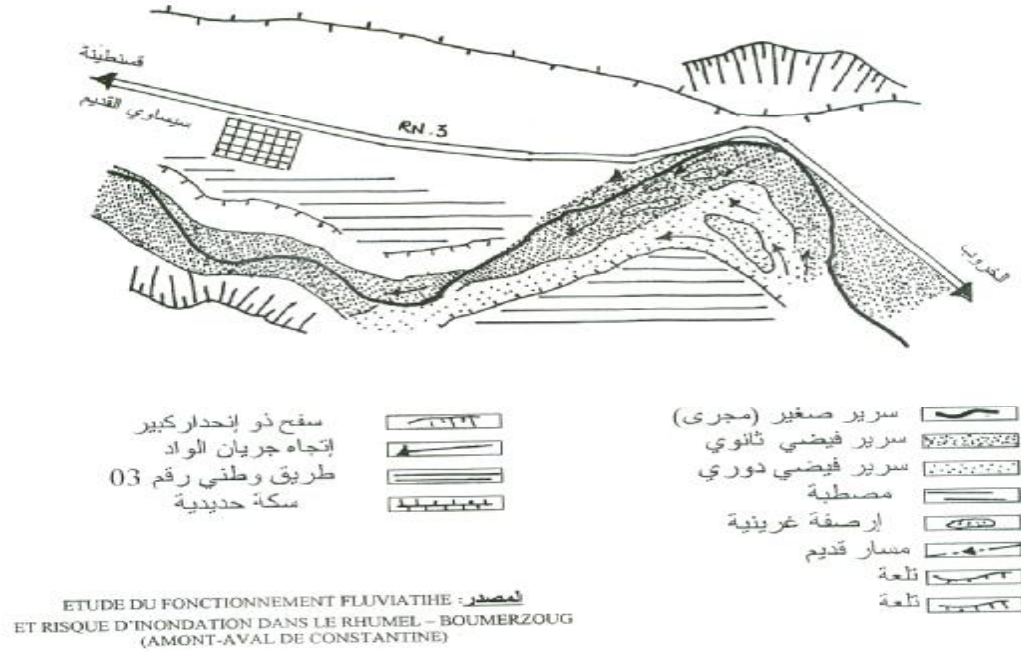 قسنطينة
سيساوي القديم
RN.3
الخروب
سرير صغير (مجرى)
سرير فيضي ثانوي
سرير فيضي دوري
مصطبة
إرصفة غرينية
مسار قديم
تلعة
تلعة
سفح ذو إنحدار كبير
إتجاه جريان الواد
طريق وطني رقم 03
سكة حديدية
المصدر: ETUDE DU FONCTIONNEMENT FLUVIATIHE
ET RISQUE D'INONDATION DANS LE RHUMEL – BOUMERZOUG
(AMONT-AVAL DE CONSTANTINE)